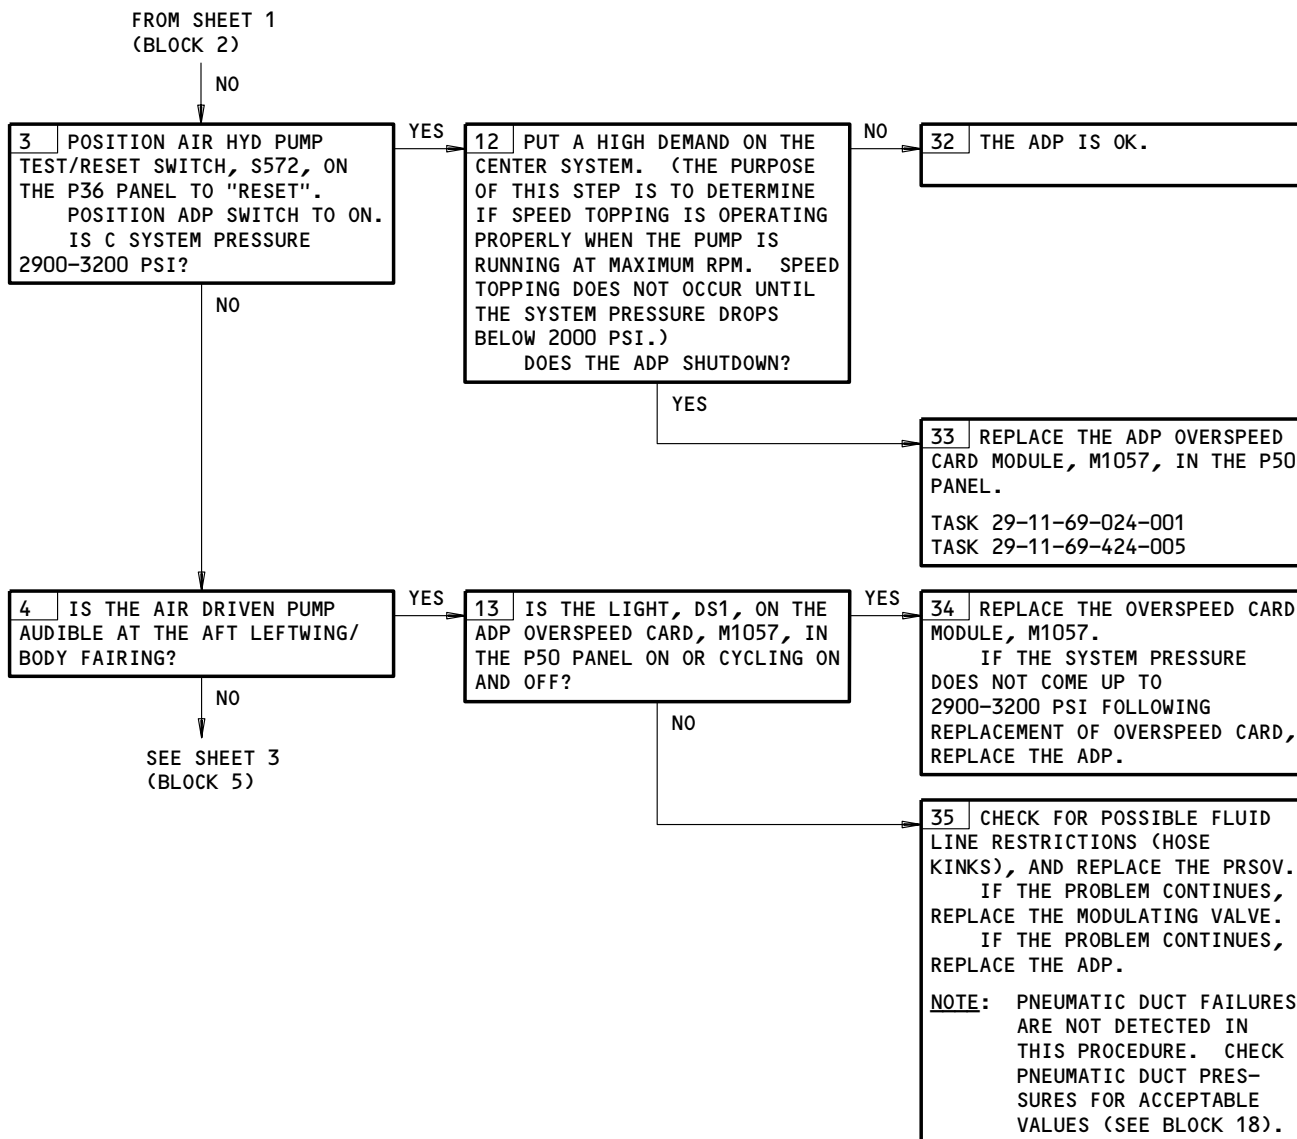 FROM SHEET 1
(BLOCK 2)
NO
3 POSITION AIR HYD PUMP
TEST/RESET SWITCH, S572, ON
THE P36 PANEL TO "RESET".
POSITION ADP SWITCH TO ON.
IS C SYSTEM PRESSURE
2900-3200 PSI?
YES
12 PUT A HIGH DEMAND ON THE
CENTER SYSTEM. (THE PURPOSE
OF THIS STEP IS TO DETERMINE
IF SPEED TOPPING IS OPERATING
PROPERLY WHEN THE PUMP IS
RUNNING AT MAXIMUM RPM. SPEED
TOPPING DOES NOT OCCUR UNTIL
THE SYSTEM PRESSURE DROPS
BELOW 2000 PSI.)
DOES THE ADP SHUTDOWN?
NO
32 THE ADP IS OK.
YES
33 REPLACE THE ADP OVERSPEED
CARD MODULE, M1057, IN THE P50
PANEL.
TASK 29-11-69-024-001
TASK 29-11-69-424-005
NO
4 IS THE AIR DRIVEN PUMP
AUDIBLE AT THE AFT LEFTWING/
BODY FAIRING?
YES
13 IS THE LIGHT, DS1, ON THE
ADP OVERSPEED CARD, M1057, IN
THE P50 PANEL ON OR CYCLING ON
AND OFF?
YES
34 REPLACE THE OVERSPEED CARD
MODULE, M1057.
IF THE SYSTEM PRESSURE
DOES NOT COME UP TO
2900-3200 PSI FOLLOWING
REPLACEMENT OF OVERSPEED CARD,
REPLACE THE ADP.
NO
SEE SHEET 3
(BLOCK 5)
NO
35 CHECK FOR POSSIBLE FLUID
LINE RESTRICTIONS (HOSE
KINKS), AND REPLACE THE PRSOV.
IF THE PROBLEM CONTINUES,
REPLACE THE MODULATING VALVE.
IF THE PROBLEM CONTINUES,
REPLACE THE ADP.
NOTE: PNEUMATIC DUCT FAILURES
ARE NOT DETECTED IN
THIS PROCEDURE. CHECK
PNEUMATIC DUCT PRES-
SURES FOR ACCEPTABLE
VALUES (SEE BLOCK 18).